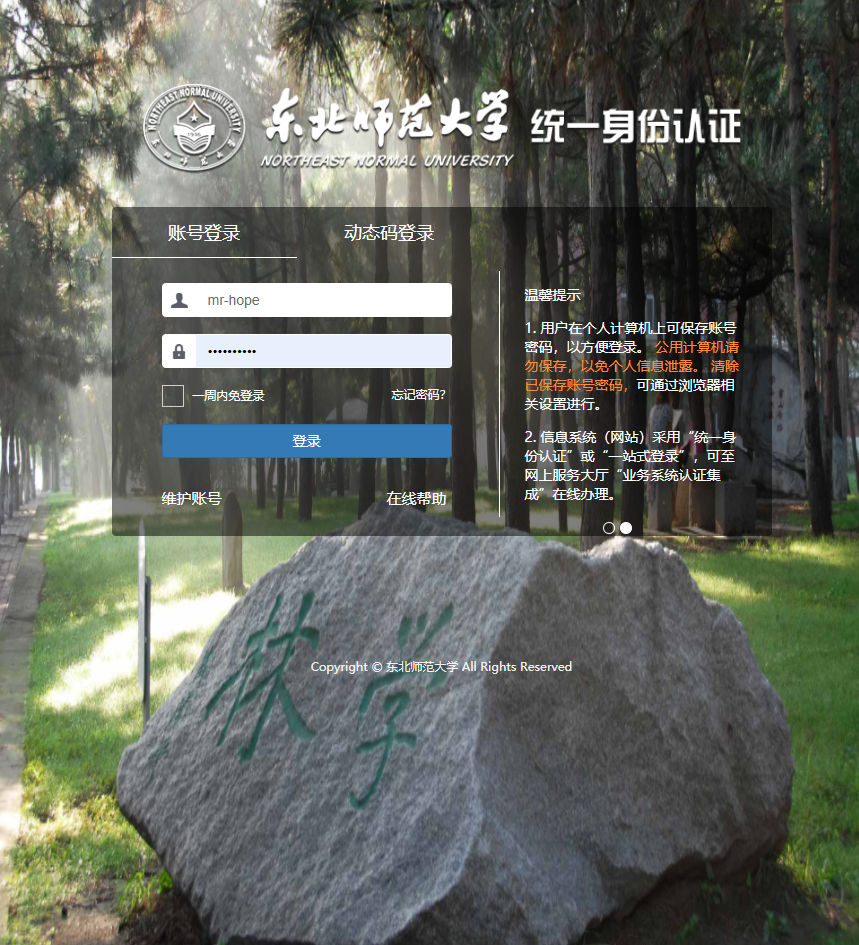 NORTHEAST NORMAL UNIVERSITY
1946
东北师范大学
东北师范大学
NORTHEAST NORMAL UNIVERSITY
统一身份认证
账号登录
动态码登录
mr-hope
••••••••••
一周内免登录
忘记密码?
登录
维护账号
在线帮助
温馨提示
1. 用户在个人计算机上可保存账号
密码，以方便登录。 公用计算机请
勿保存，以免个人信息泄露。 清除
已保存账号密码，可通过浏览器相
关设置进行。
2. 信息系统（网站）采用“统一身
份认证”或“一站式登录”，可至
网上服务大厅“业务系统认证集
成”在线办理。
林 学
Copyright © 东北师范大学 All Rights Reserved